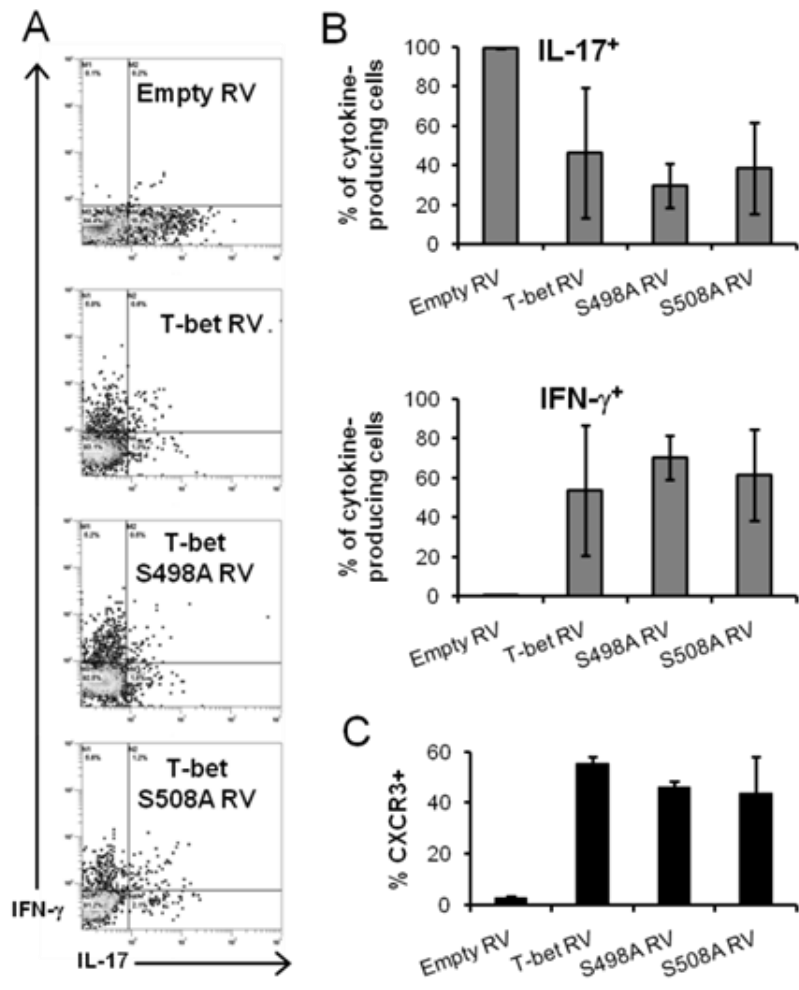 A
Empty RV
T-bet RV
T-bet
S498A RV
T-bet
S508A RV
IFN-γ
IL-17
B
IL-17+
% of cytokine-
producing cells
100
80
60
40
20
0
Empty RV
T-bet RV
S498A RV
S508A RV
IFN-γ+
% of cytokine-
producing cells
100
80
60
40
20
0
Empty RV
T-bet RV
S498A RV
S508A RV
C
% CXCR3+
60
40
20
0
Empty RV
T-bet RV
S498A RV
S508A RV